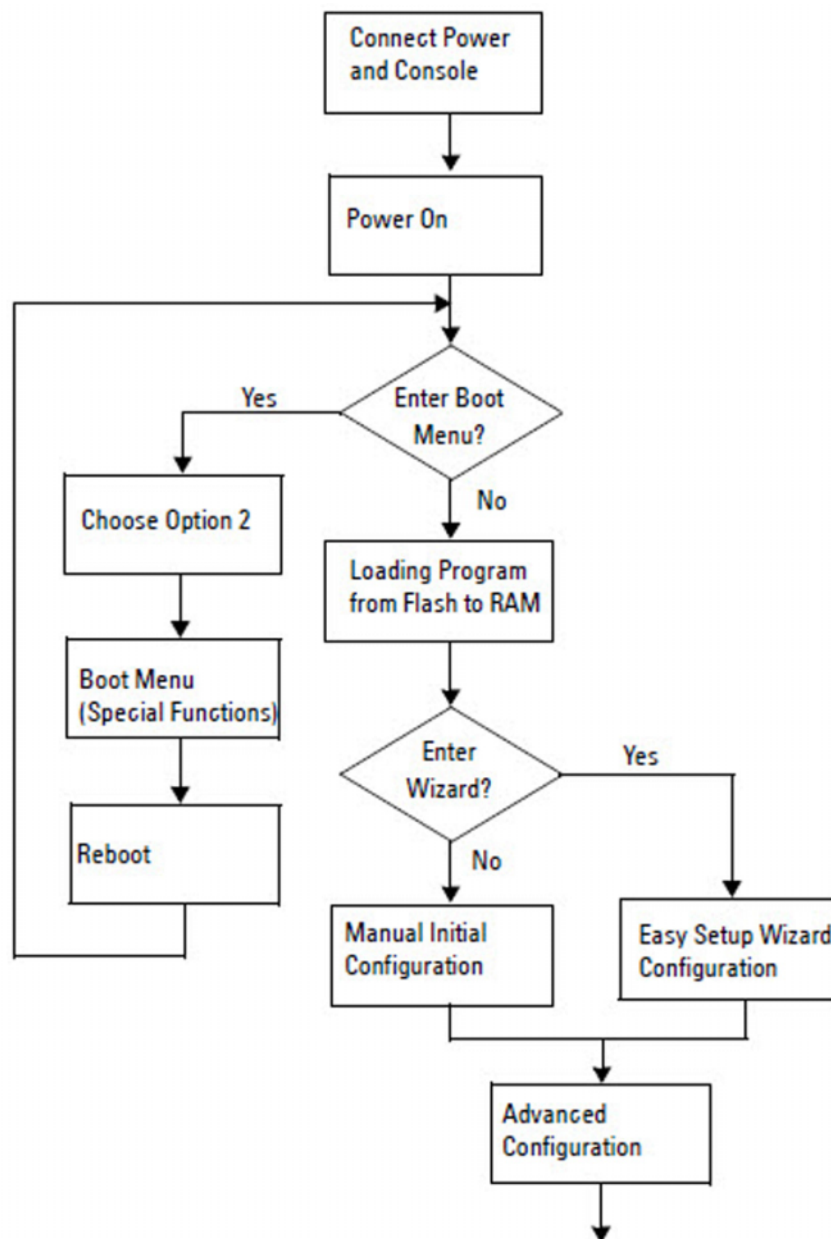 Connect Power
and Console
Power On
Enter Boot
Menu?
Yes
No
Choose Option 2
Boot Menu
(Special Functions)
Reboot
Loading Program
from Flash to RAM
Enter
Wizard?
Yes
No
Manual Initial
Configuration
Easy Setup Wizard
Configuration
Advanced
Configuration